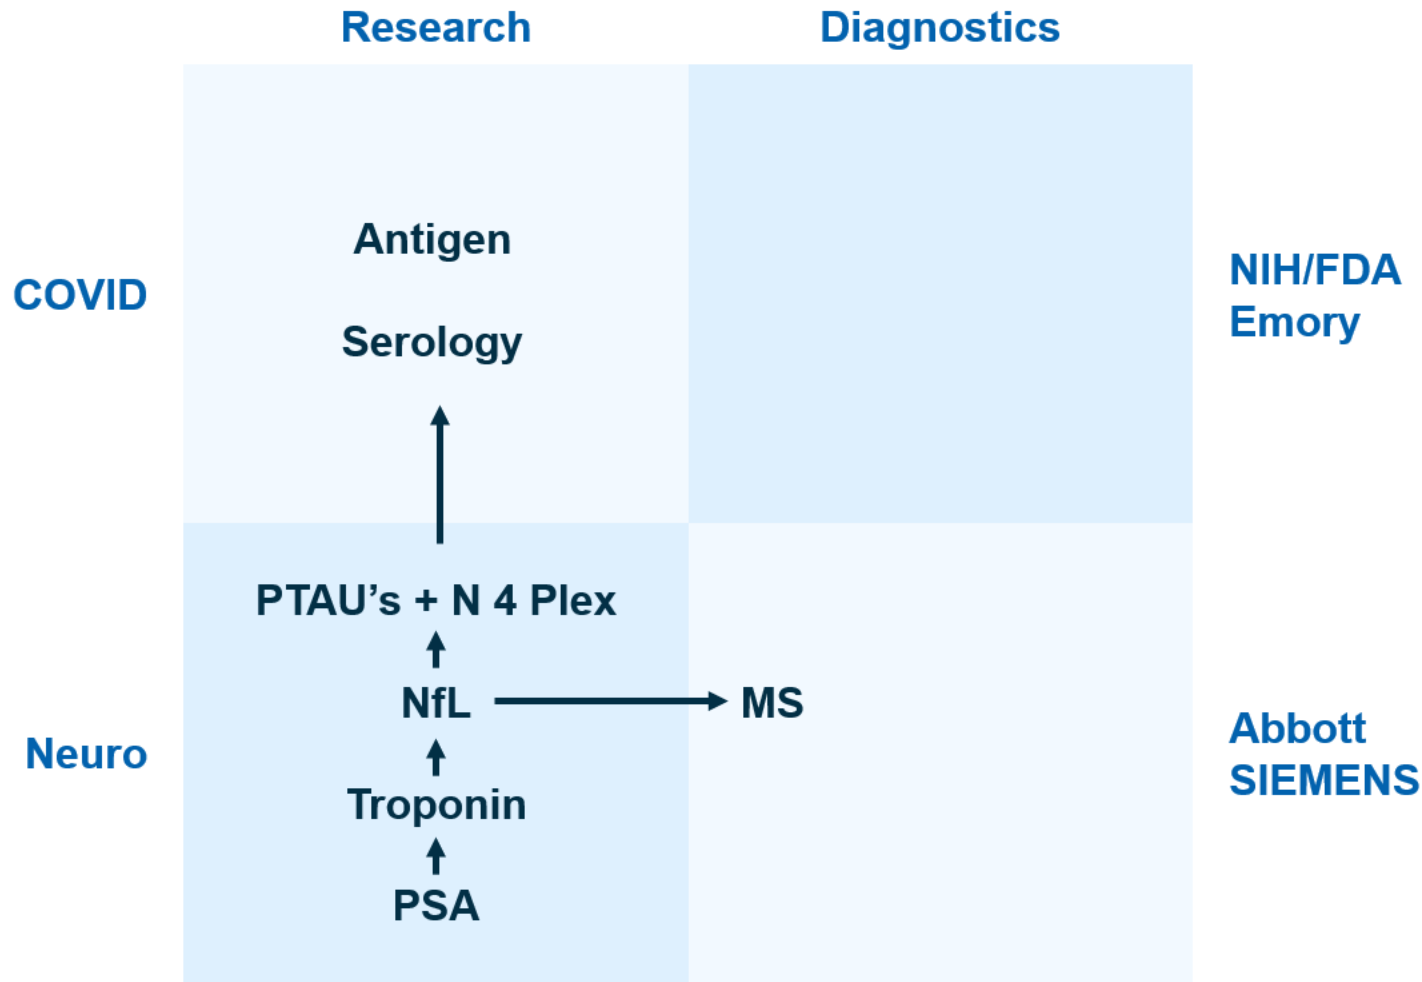 Research
Diagnostics
COVID
Antigen
Serology
NIH/FDA
Emory
Neuro
PTAU’s + N 4 Plex
NfL
MS
Troponin
PSA
Abbott
SIEMENS